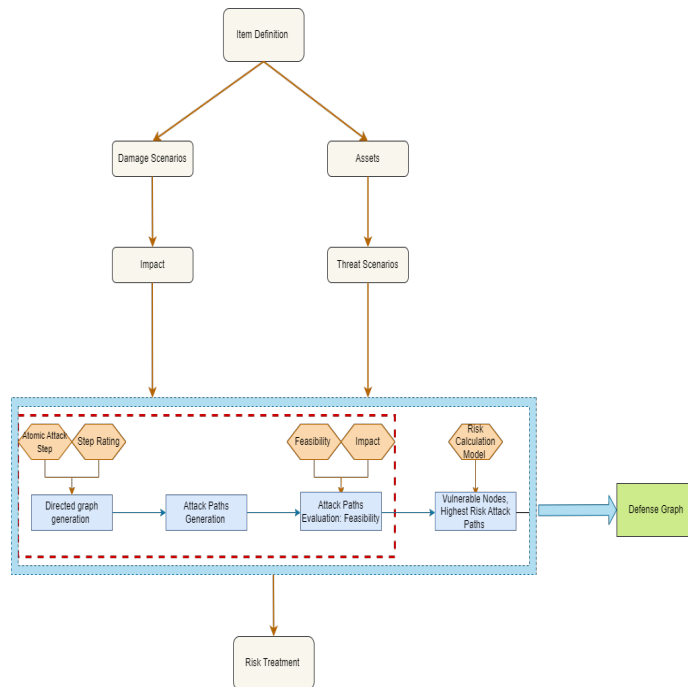 Item Definition
Damage Scenarios
Assets
Impact
Threat Scenarios
Atomic Attack
Step
Step Rating
Feasibility
Impact
Risk
Calculation
Model
Directed graph
generation
Attack Paths
Generation
Attack Paths
Evaluation: Feasibility
Vulnerable Nodes,
Highest Risk Attack
Paths
Defense Graph
Risk Treatment